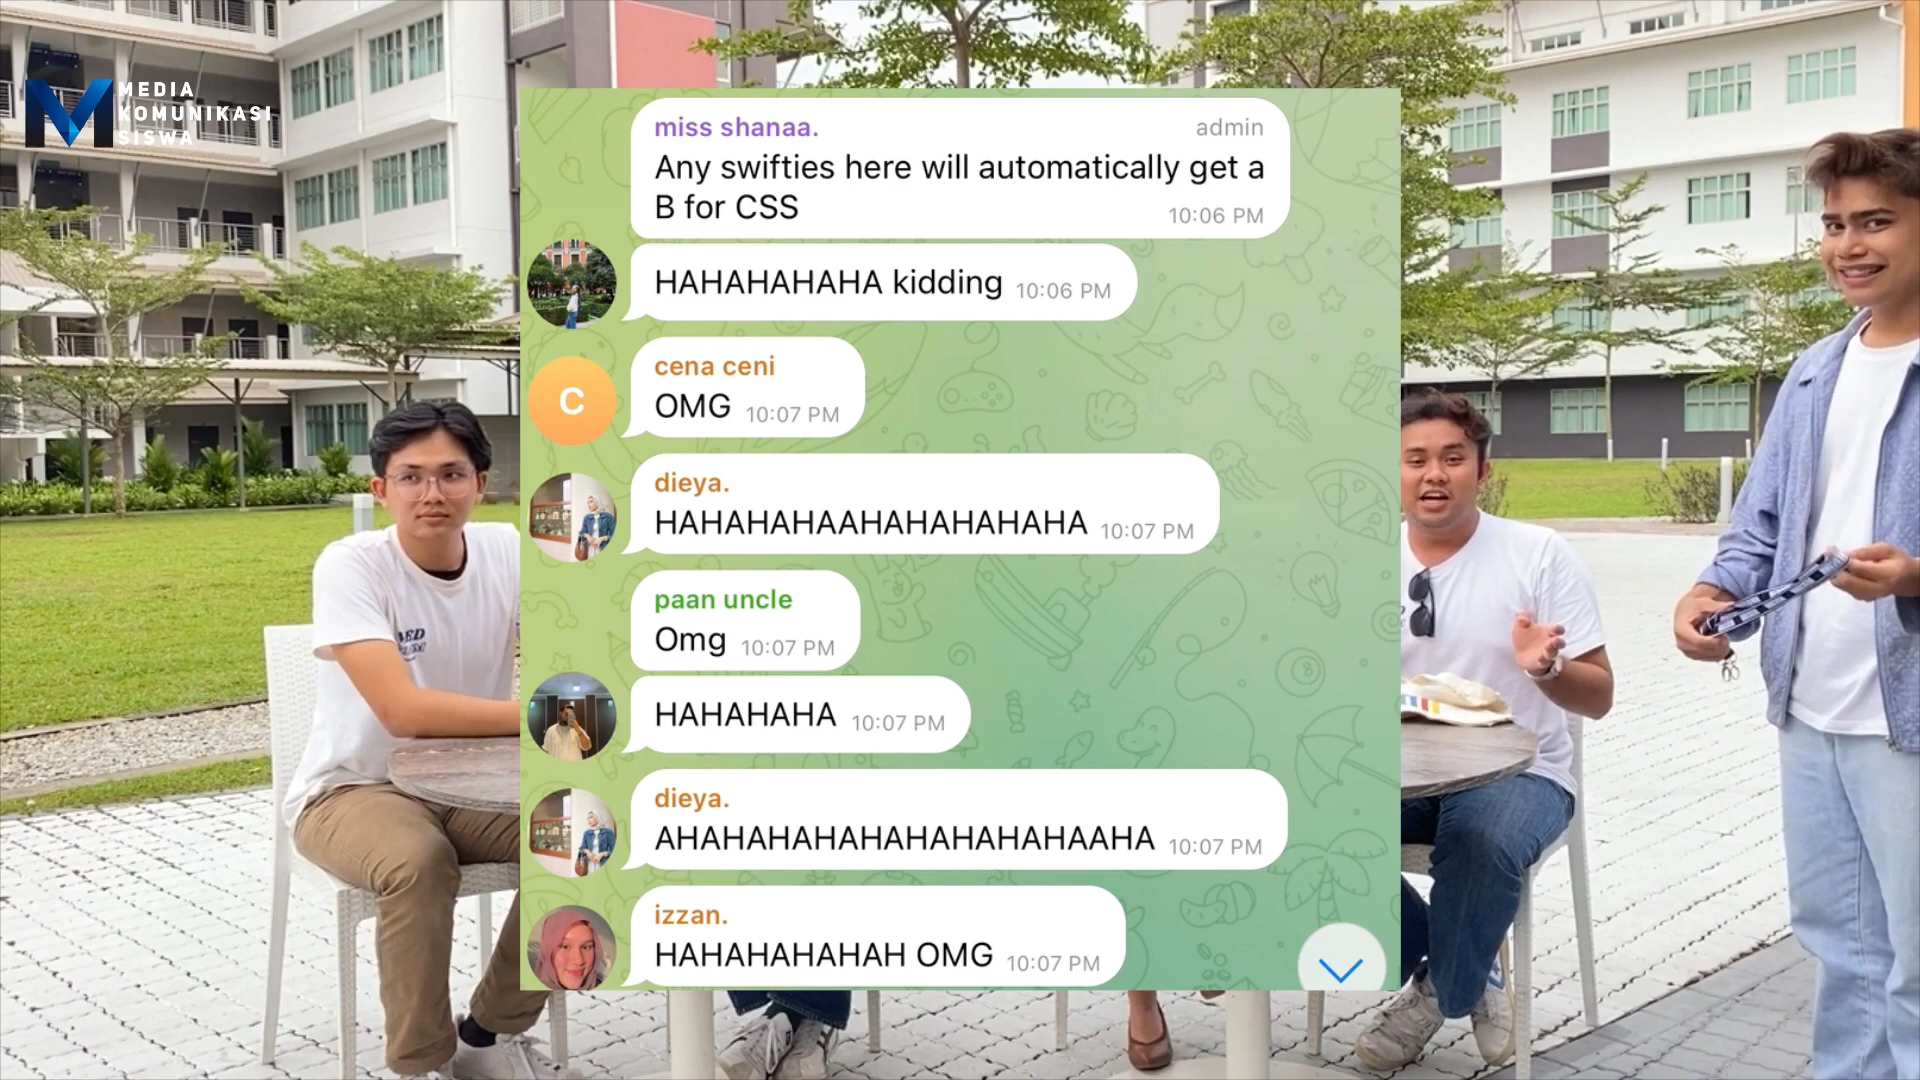 MEDIA
KOMUNIKASI
SISWA
miss shanaa. admin
Any swifties here will automatically get a
B for CSS 10:06 PM
HAHAHAHAHA kidding 10:06 PM
C
cena ceni
OMG 10:07 PM
dieya.
HAHAHAHAAHAHAHAHAHA 10:07 PM
paan uncle
Omg 10:07 PM
HAHAHAHA 10:07 PM
dieya.
AHAHAHAHAHAHAHAHAHAHAAHA 10:07 PM
izzan.
HAHAHAHAHAH OMG 10:07 PM